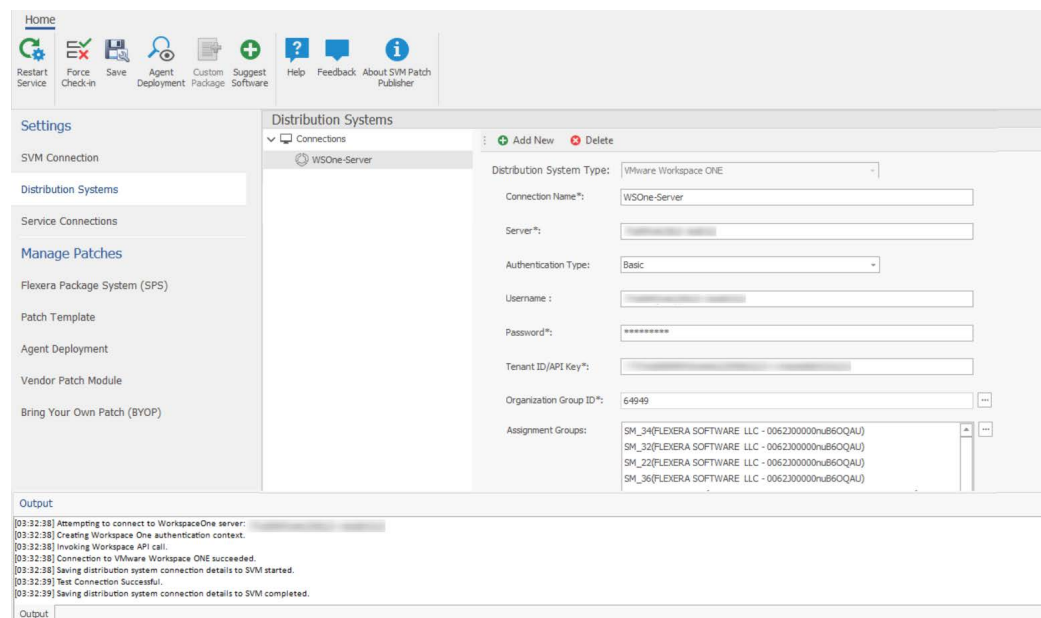 Home
Restart Service
Force Check-in
Save
Agent Deployment
Custom Package
Suggest Software
Help
Feedback
About SVM Patch Publisher
Settings
SVM Connection
Distribution Systems
Service Connections
Manage Patches
Flexera Package System (SPS)
Patch Template
Agent Deployment
Vendor Patch Module
Bring Your Own Patch (BYOP)
Distribution Systems
Connections
WSOne-Server
Add New
Delete
Distribution System Type: VMware Workspace ONE
Connection Name*: WSOne-Server
Server*:
Authentication Type: Basic
Username :
Password*: *********
Tenant ID/API Key*:
Organization Group ID*: 64949 ...
Assignment Groups: SM_34(FLEXERA SOFTWARE LLC - 0062J00000nuB6OQAU) ...
SM_32(FLEXERA SOFTWARE LLC - 0062J00000nuB6OQAU)
SM_22(FLEXERA SOFTWARE LLC - 0062J00000nuB6OQAU)
SM_36(FLEXERA SOFTWARE LLC - 0062J00000nuB6OQAU)
Output
[03:32:38] Attempting to connect to WorkspaceOne server:
[03:32:38] Creating Workspace One authentication context.
[03:32:38] Invoking Workspace API call.
[03:32:38] Connection to VMware Workspace ONE succeeded.
[03:32:38] Saving distribution system connection details to SVM started.
[03:32:39] Test Connection Successful.
[03:32:39] Saving distribution system connection details to SVM completed.
Output